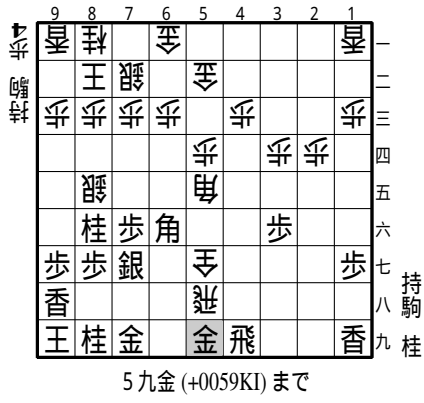 9 8 7 6 5 4 3 2 1
香 桂 金 香 一
王 銀 金 二
歩 歩 歩 歩 歩 歩 三
歩 歩 歩 四
銀 角 五
桂 歩 角 歩 六
歩 歩 銀 全 歩 七
香 飛 八
王 桂 金 金 飛 香 九
持駒 歩4
持駒 桂
5九金 (+0059KI) まで